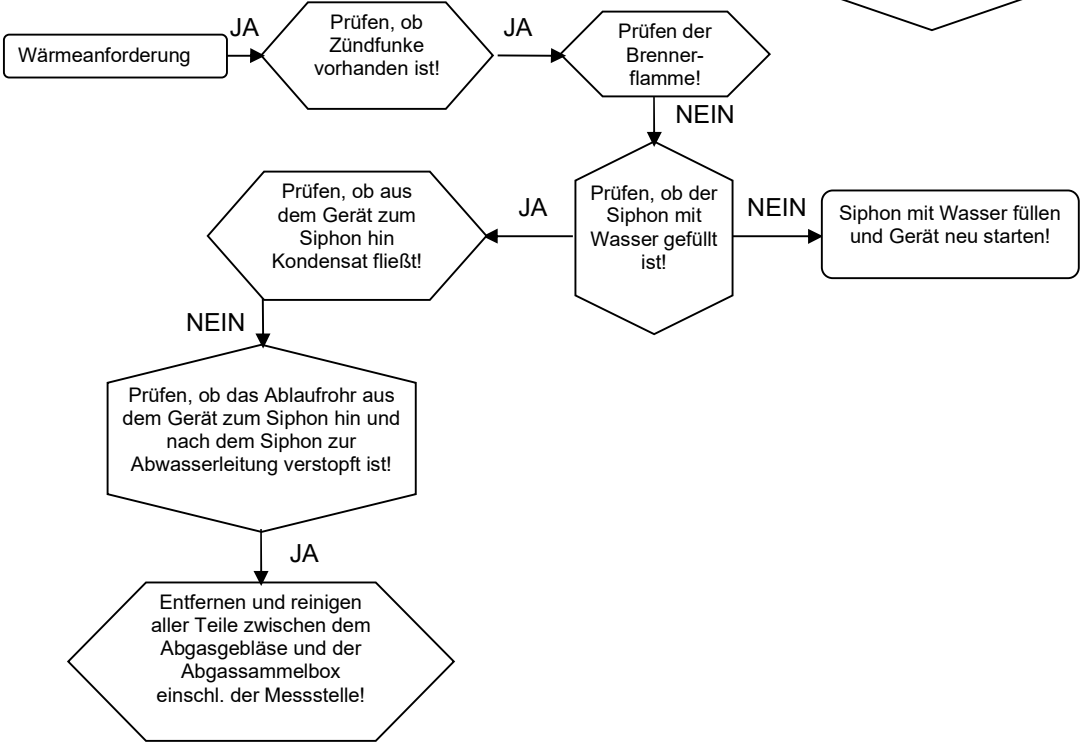 Wärmeanforderung
JA
Prüfen, ob
Zündfunke
vorhanden ist!
JA
Prüfen der
Brenner-
flamme!
NEIN
Prüfen, ob der
Siphon mit
Wasser gefüllt
ist!
NEIN
Siphon mit Wasser füllen
und Gerät neu starten!
JA
Prüfen, ob aus
dem Gerät zum
Siphon hin
Kondensat fließt!
NEIN
Prüfen, ob das Ablaufrohr aus
dem Gerät zum Siphon hin und
nach dem Siphon zur
Abwasserleitung verstopft ist!
JA
Entfernen und reinigen
aller Teile zwischen dem
Abgasgebläse und der
Abgassammelbox
einschl. der Messstelle!